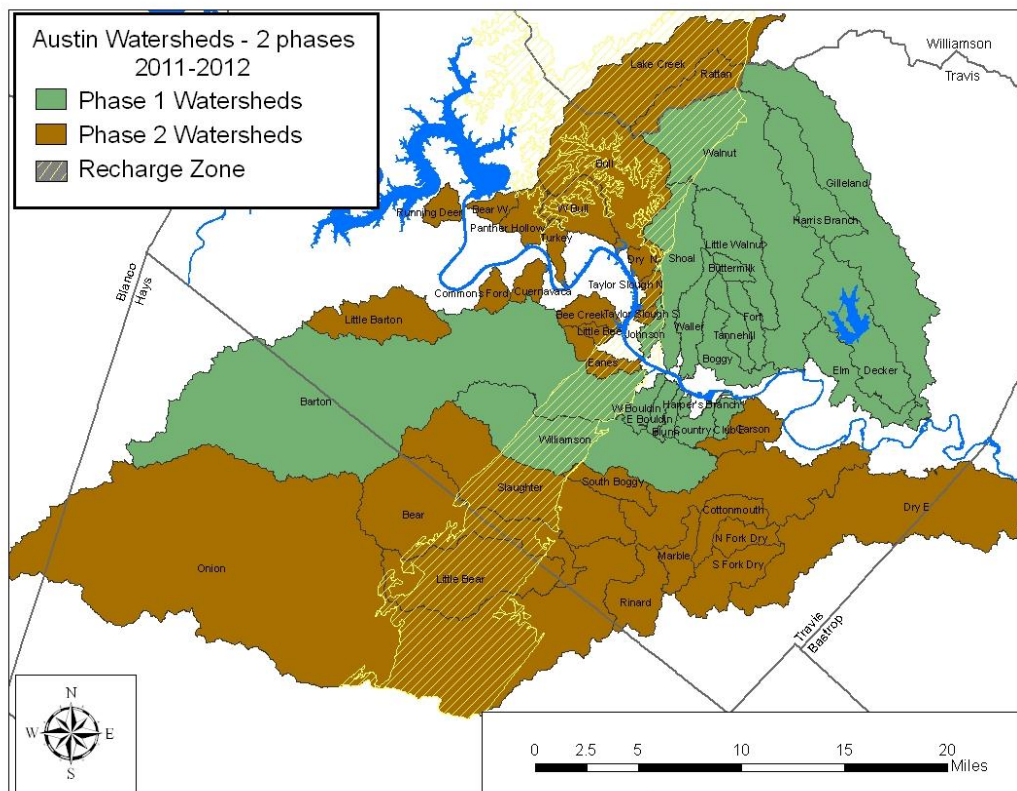 Austin Watersheds - 2 phases
2011-2012
Phase 1 Watersheds
Phase 2 Watersheds
Recharge Zone
Williamson
Travis
Lake Creek
Rattan
Walnut
Bull
Gilleland
Running Deer
Bear W
W Bull
Harris Branch
Panther Hollow
Turkey
Little Walnut
Dry N
Shoal
Buttermilk
Blanco
Hays
Commons Ford
Cuernavaca
Taylor Slough N
Little Barton
Bee Creek
Taylor Slough S
Fort
Little Bee
Johnson
Waller
Tannehill
Eanes
Boggy
Elm
Decker
Barton
W Bouldin
Harper's Branch
E Bouldin
Blunn
Country Club
Carson
Williamson
South Boggy
Slaughter
Bear
Cottonmouth
Dry E
N Fork Dry
Marble
S Fork Dry
Onion
Little Bear
Rinard
Travis
Bastrop
N
W
E
S
0 2.5 5 10 15 20
Miles